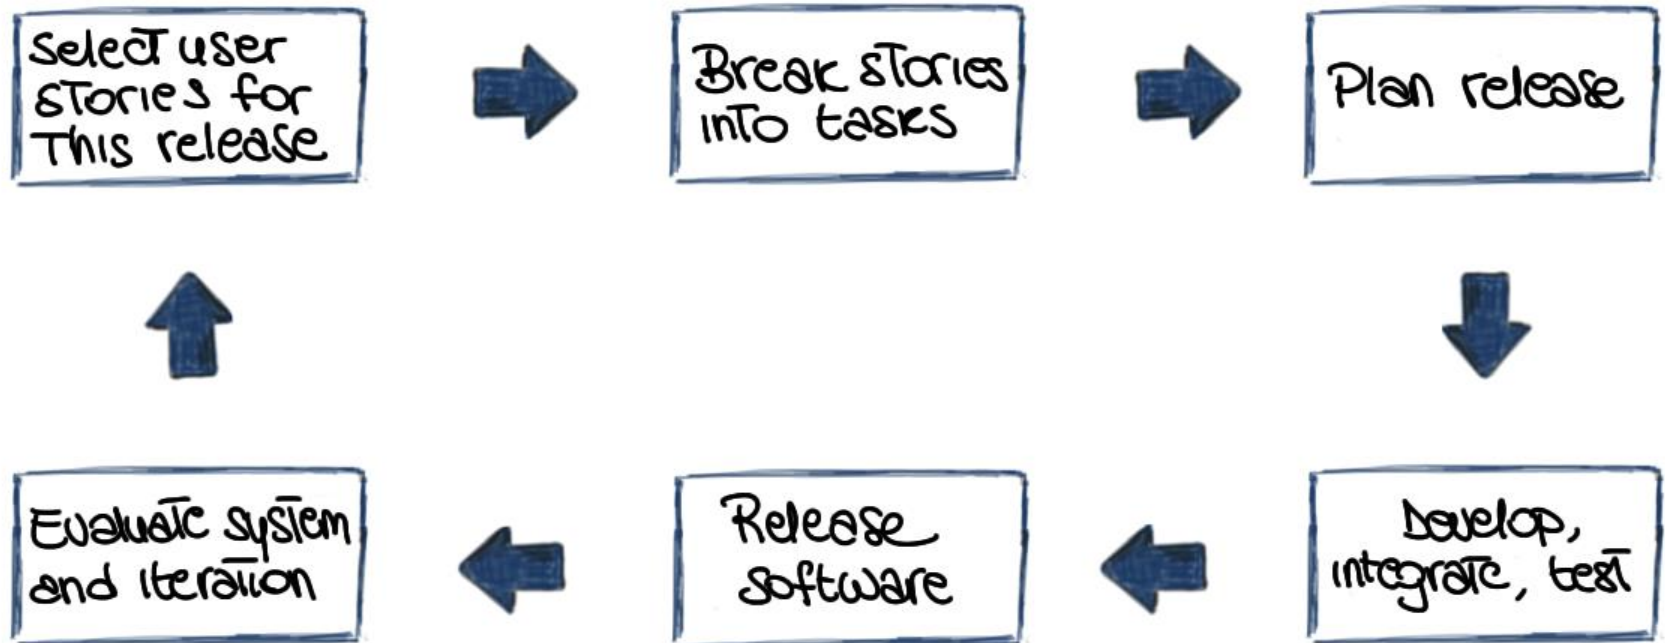 Select user
stories for
This release
Break stories
into tasks
Plan release
Evaluate system
and iteration
Release
software
Develop,
integrate, test